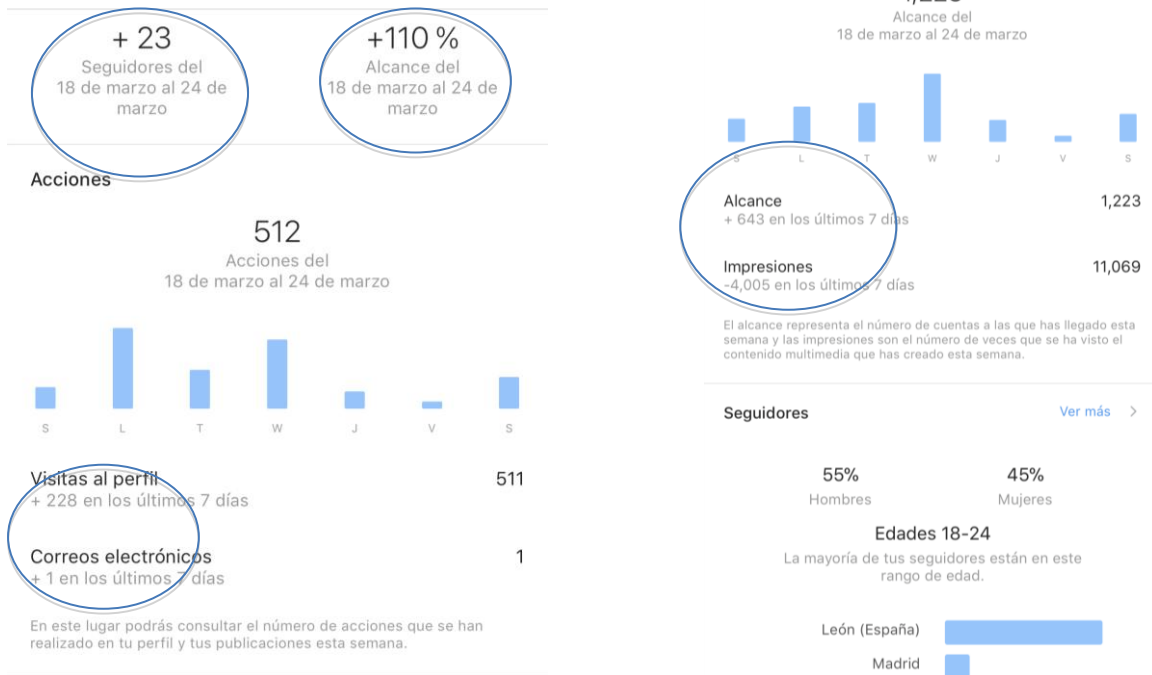 + 23
Seguidores del
18 de marzo al 24 de
marzo
+110 %
Alcance del
18 de marzo al 24 de
marzo
Acciones
512
Acciones del
18 de marzo al 24 de marzo
S L T W J V S
Visitas al perfil 511
+ 228 en los últimos 7 días
Correos electrónicos 1
+ 1 en los últimos 7 días
En este lugar podrás consultar el número de acciones que se han
realizado en tu perfil y tus publicaciones esta semana.
Alcance del
18 de marzo al 24 de marzo
S L T W J V S
Alcance 1,223
+ 643 en los últimos 7 días
Impresiones 11,069
-4,005 en los últimos 7 días
El alcance representa el número de cuentas a las que has llegado esta
semana y las impresiones son el número de veces que se ha visto el
contenido multimedia que has creado esta semana.
Seguidores Ver más >
55% 45%
Hombres Mujeres
Edades 18-24
La mayoría de tus seguidores están en este
rango de edad.
León (España)
Madrid